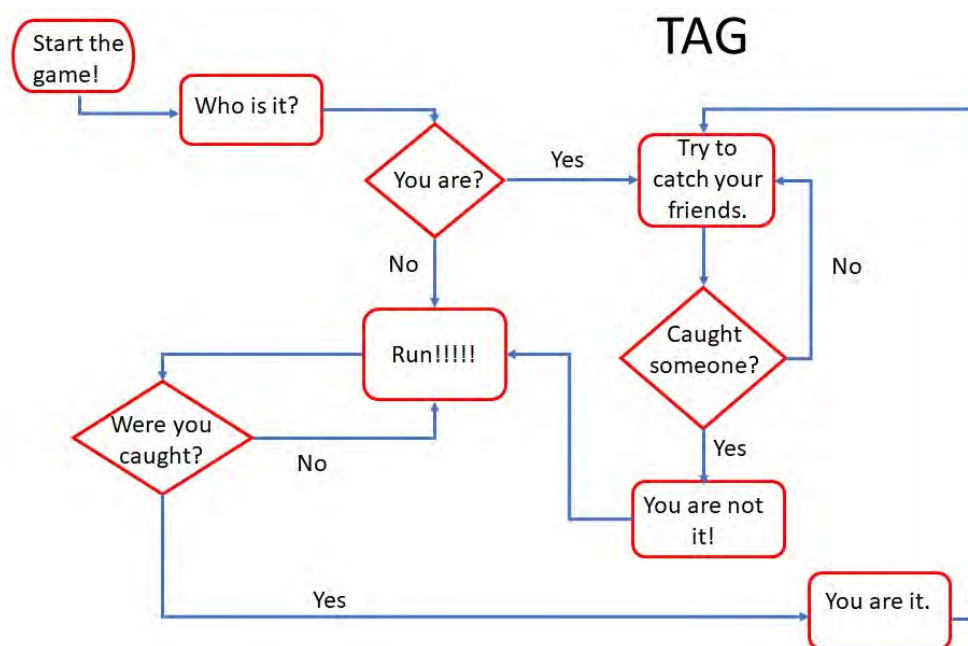 TAG
Start the
game!
Who is it?
You are?
Yes
No
Try to
catch your
friends.
No
Caught
someone?
Yes
You are not
it!
Run!!!!!
Were you
caught?
No
Yes
You are it.